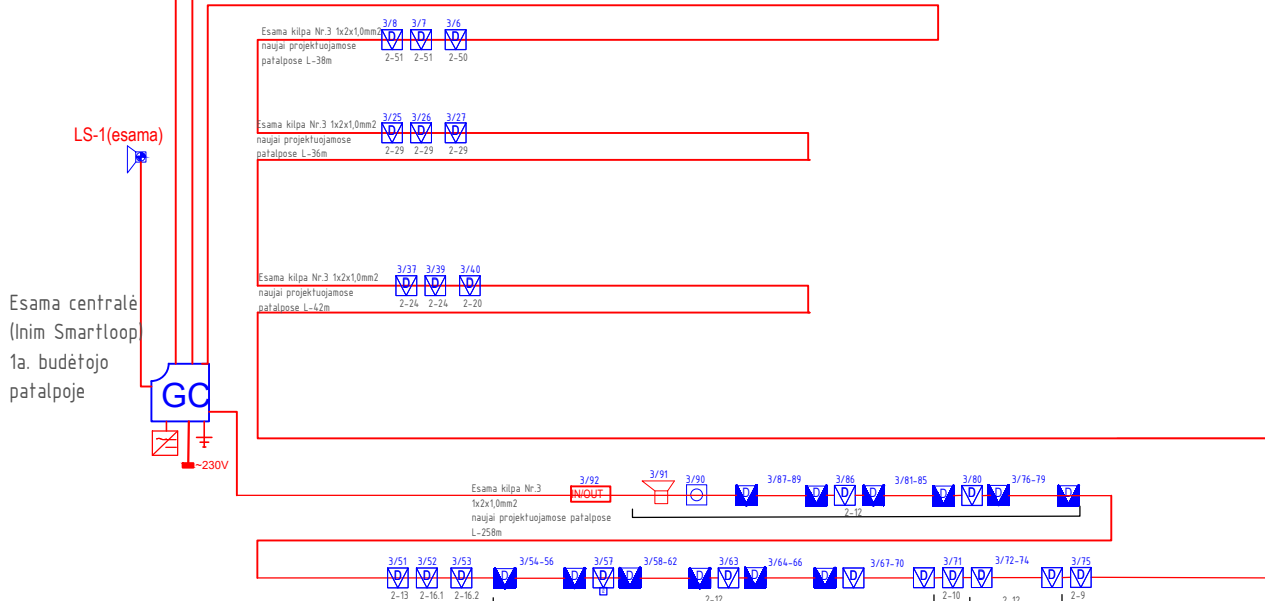 3/8 3/7 3/6
Esama kilpa Nr.3 1x2x1,0mm2
naujai projektuojamose
patalpose L-38m
D D D
2-51 2-51 2-50
3/25 3/26 3/27
Esama kilpa Nr.3 1x2x1,0mm2
naujai projektuojamose
patalpose L-36m
D D D
2-29 2-29 2-29
LS-1(esama)
3/37 3/39 3/40
Esama kilpa Nr.3 1x2x1,0mm2
naujai projektuojamose
patalpose L-42m
D D D
2-24 2-24 2-20
Esama centralė
(Inim Smartloop)
1a. budėtojo
patalpoje
GC
~230V
Esama kilpa Nr.3
1x2x1,0mm2
naujai projektuojamose patalpose
L-258m
3/92 3/91 3/90 3/87-89 3/86 3/81-85 3/80 3/76-79
IN/OUT D D D D D D D
2-12
3/51 3/52 3/53 3/54-56 3/57 3/58-62 3/63 3/64-66 3/67-70 3/71 3/72-74 3/75
D D D D D D D D D D D D D D D D D
2-13 2-16.1 2-16.2 2-12 2-10 2-12 2-9